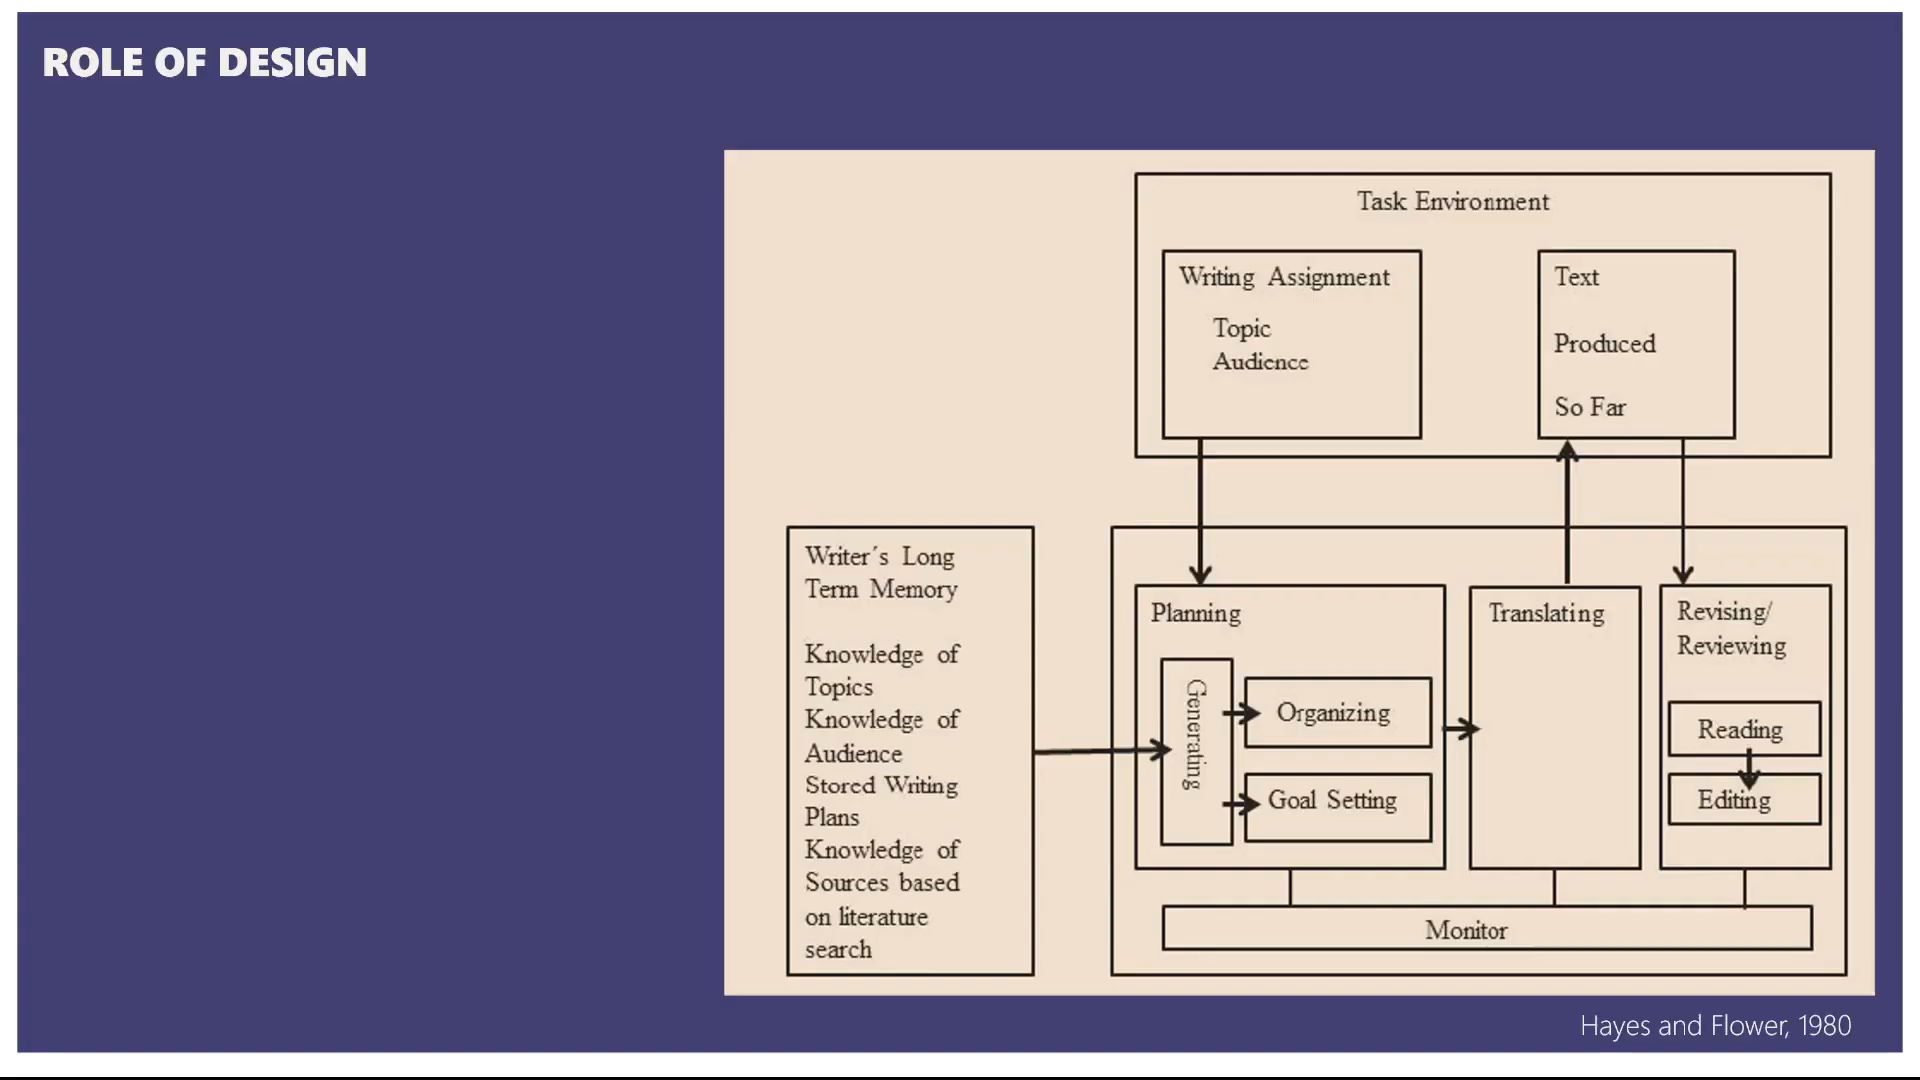 ROLE OF DESIGN
Task Environment
Writing Assignment
Topic
Audience
Text
Produced
So Far
Writer´s Long
Term Memory
Knowledge of
Topics
Knowledge of
Audience
Stored Writing
Plans
Knowledge of
Sources based
on literature
search
Planning
Generating
Organizing
Goal Setting
Translating
Revising/
Reviewing
Reading
Editing
Monitor
Hayes and Flower, 1980